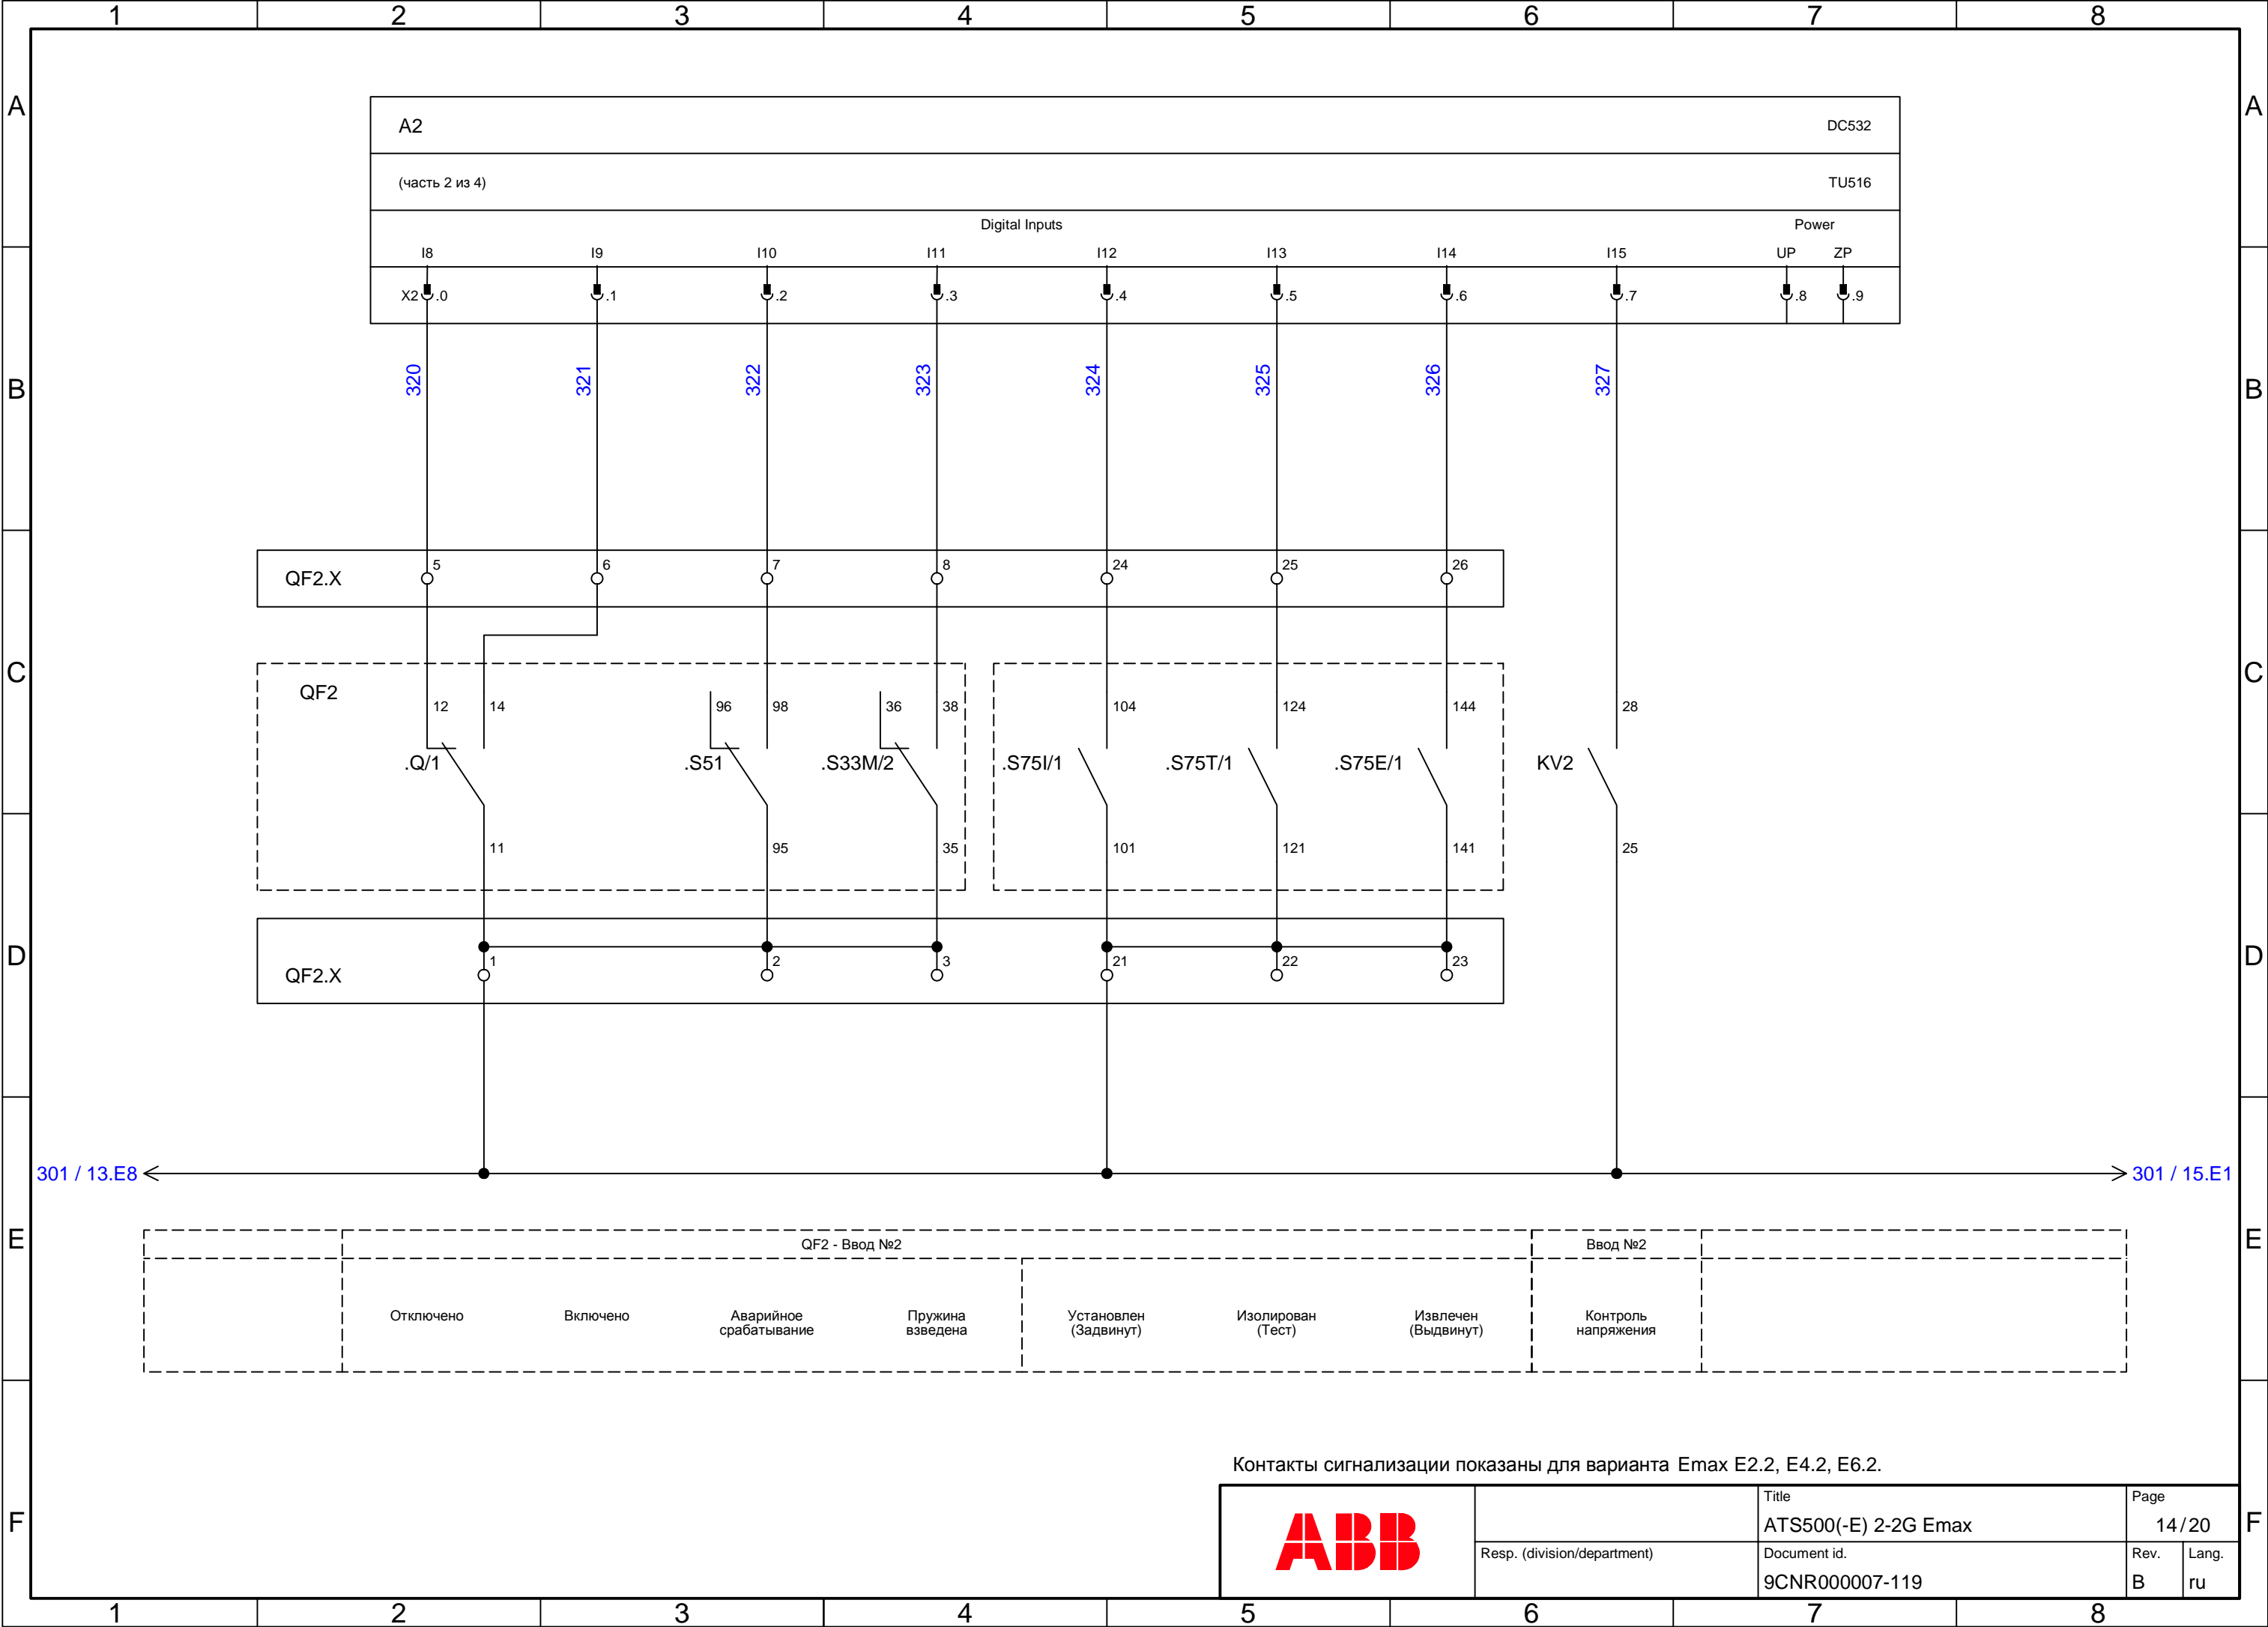 1 2 3 4 5 6 7 8
A A
A2 DC532
(часть 2 из 4) TU516
Digital Inputs Power
I8 I9 I10 I11 I12 I13 I14 I15 UP ZP
X2 .0 .1 .2 .3 .4 .5 .6 .7 .8 .9
B B
320 321 322 323 324 325 326 327
QF2.X 5 6 7 8 24 25 26
C C
QF2
12 14 96 98 36 38 104 124 144 28
.Q/1 .S51 .S33M/2 .S75I/1 .S75T/1 .S75E/1 KV2
11 95 35 101 121 141 25
D D
QF2.X 1 2 3 21 22 23
301 / 13.E8 301 / 15.E1
E E
QF2 - Ввод №2 Ввод №2
Отключено Включено Аварийное Пружина Установлен Изолирован Извлечен Контроль
срабатывание взведена (Задвинут) (Тест) (Выдвинут) напряжения
Контакты сигнализации показаны для варианта Emax E2.2, E4.2, E6.2.
F F
ABB
Title Page
ATS500(-E) 2-2G Emax 14/20
Resp. (division/department) Document id. Rev. Lang.
9CNR000007-119 B ru
1 2 3 4 5 6 7 8